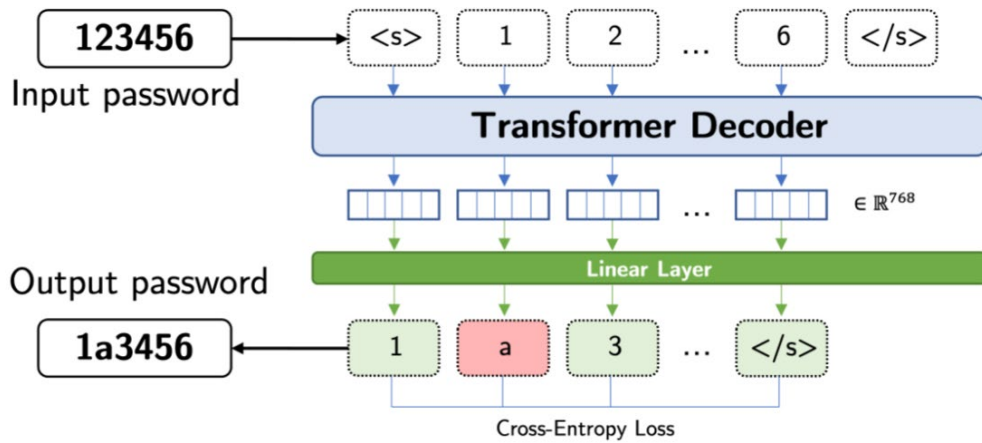 123456
<s> 1 2 ... 6 </s>
Input password
Transformer Decoder
... ∈ ℝ⁷⁶⁸
Linear Layer
Output password
1a3456
1 a 3 ... </s>
Cross-Entropy Loss